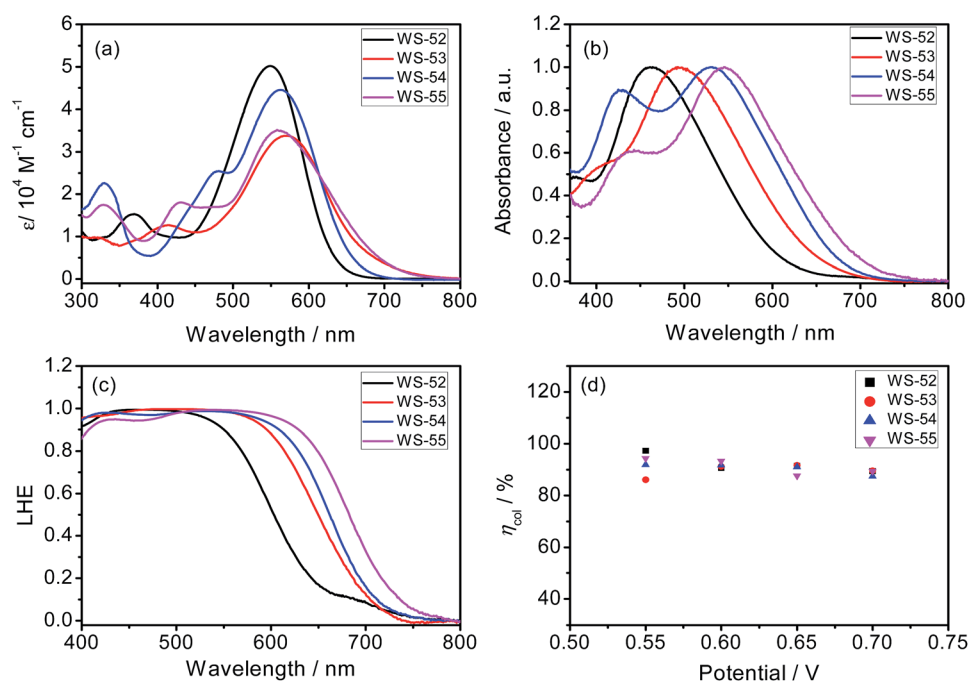 (a)
WS-52
WS-53
WS-54
WS-55
ε/ 10⁴ M⁻¹ cm⁻¹
6
5
4
3
2
1
0
300 400 500 600 700 800
Wavelength / nm
(b)
WS-52
WS-53
WS-54
WS-55
Absorbance / a.u.
1.2
1.0
0.8
0.6
0.4
0.2
0.0
400 500 600 700 800
Wavelength / nm
(c)
WS-52
WS-53
WS-54
WS-55
LHE
1.2
1.0
0.8
0.6
0.4
0.2
0.0
400 500 600 700 800
Wavelength / nm
(d)
WS-52
WS-53
WS-54
WS-55
η_col / %
120
100
80
60
40
0.50 0.55 0.60 0.65 0.70 0.75
Potential / V